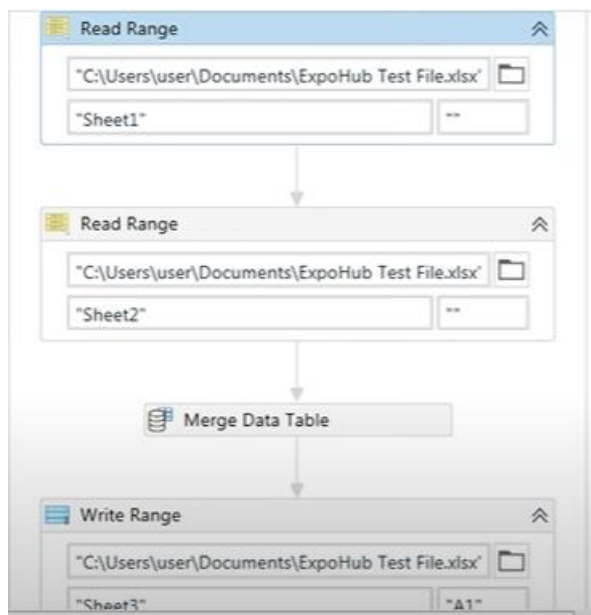 Read Range
"C:\Users\user\Documents\ExpoHub Test File.xlsx"
"Sheet1" ""
Read Range
"C:\Users\user\Documents\ExpoHub Test File.xlsx"
"Sheet2" ""
Merge Data Table
Write Range
"C:\Users\user\Documents\ExpoHub Test File.xlsx"
"Sheet3" "A1"